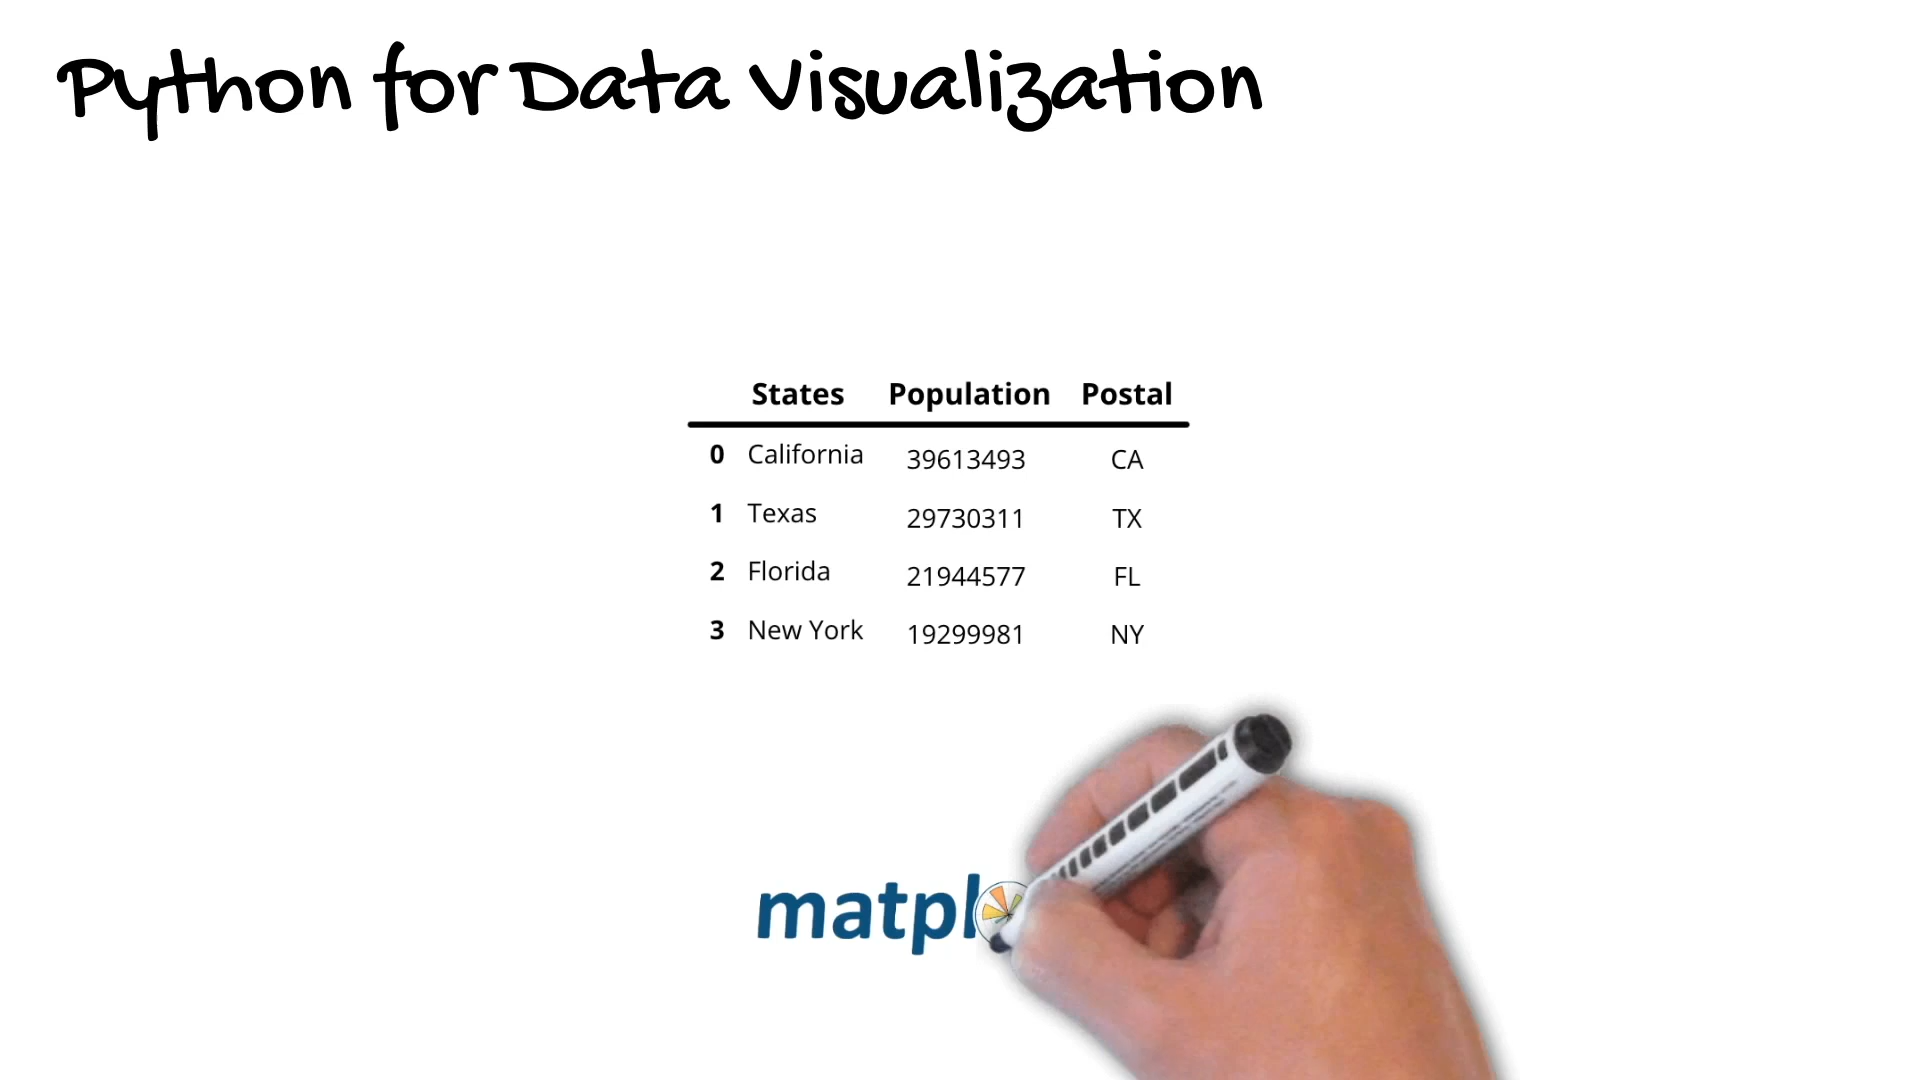 Python for Data Visualization
States Population Postal
0 California 39613493 CA
1 Texas 29730311 TX
2 Florida 21944577 FL
3 New York 19299981 NY
matpl